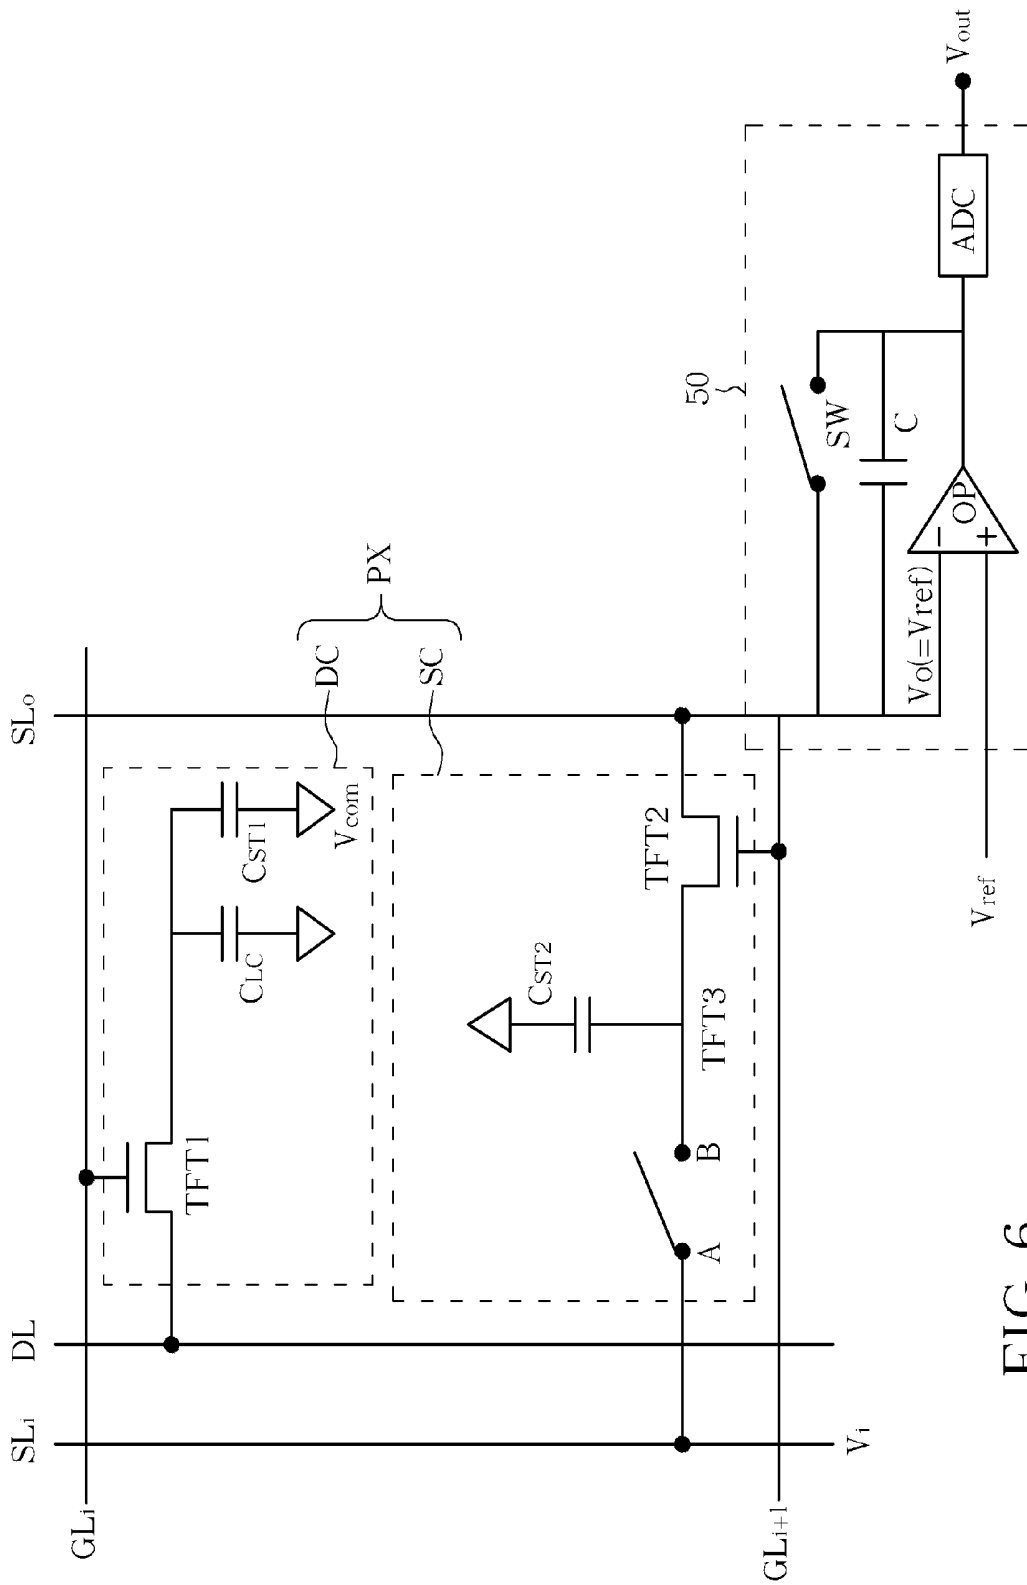 GLi
SLi
DL
SLo
TFT1
CLC
CST1
Vcom
DC
SC
PX
A
B
TFT3
CST2
TFT2
GLi+1
Vi
50
SW
C
Vo(=Vref)
OP
−
+
Vref
ADC
Vout
FIG. 6